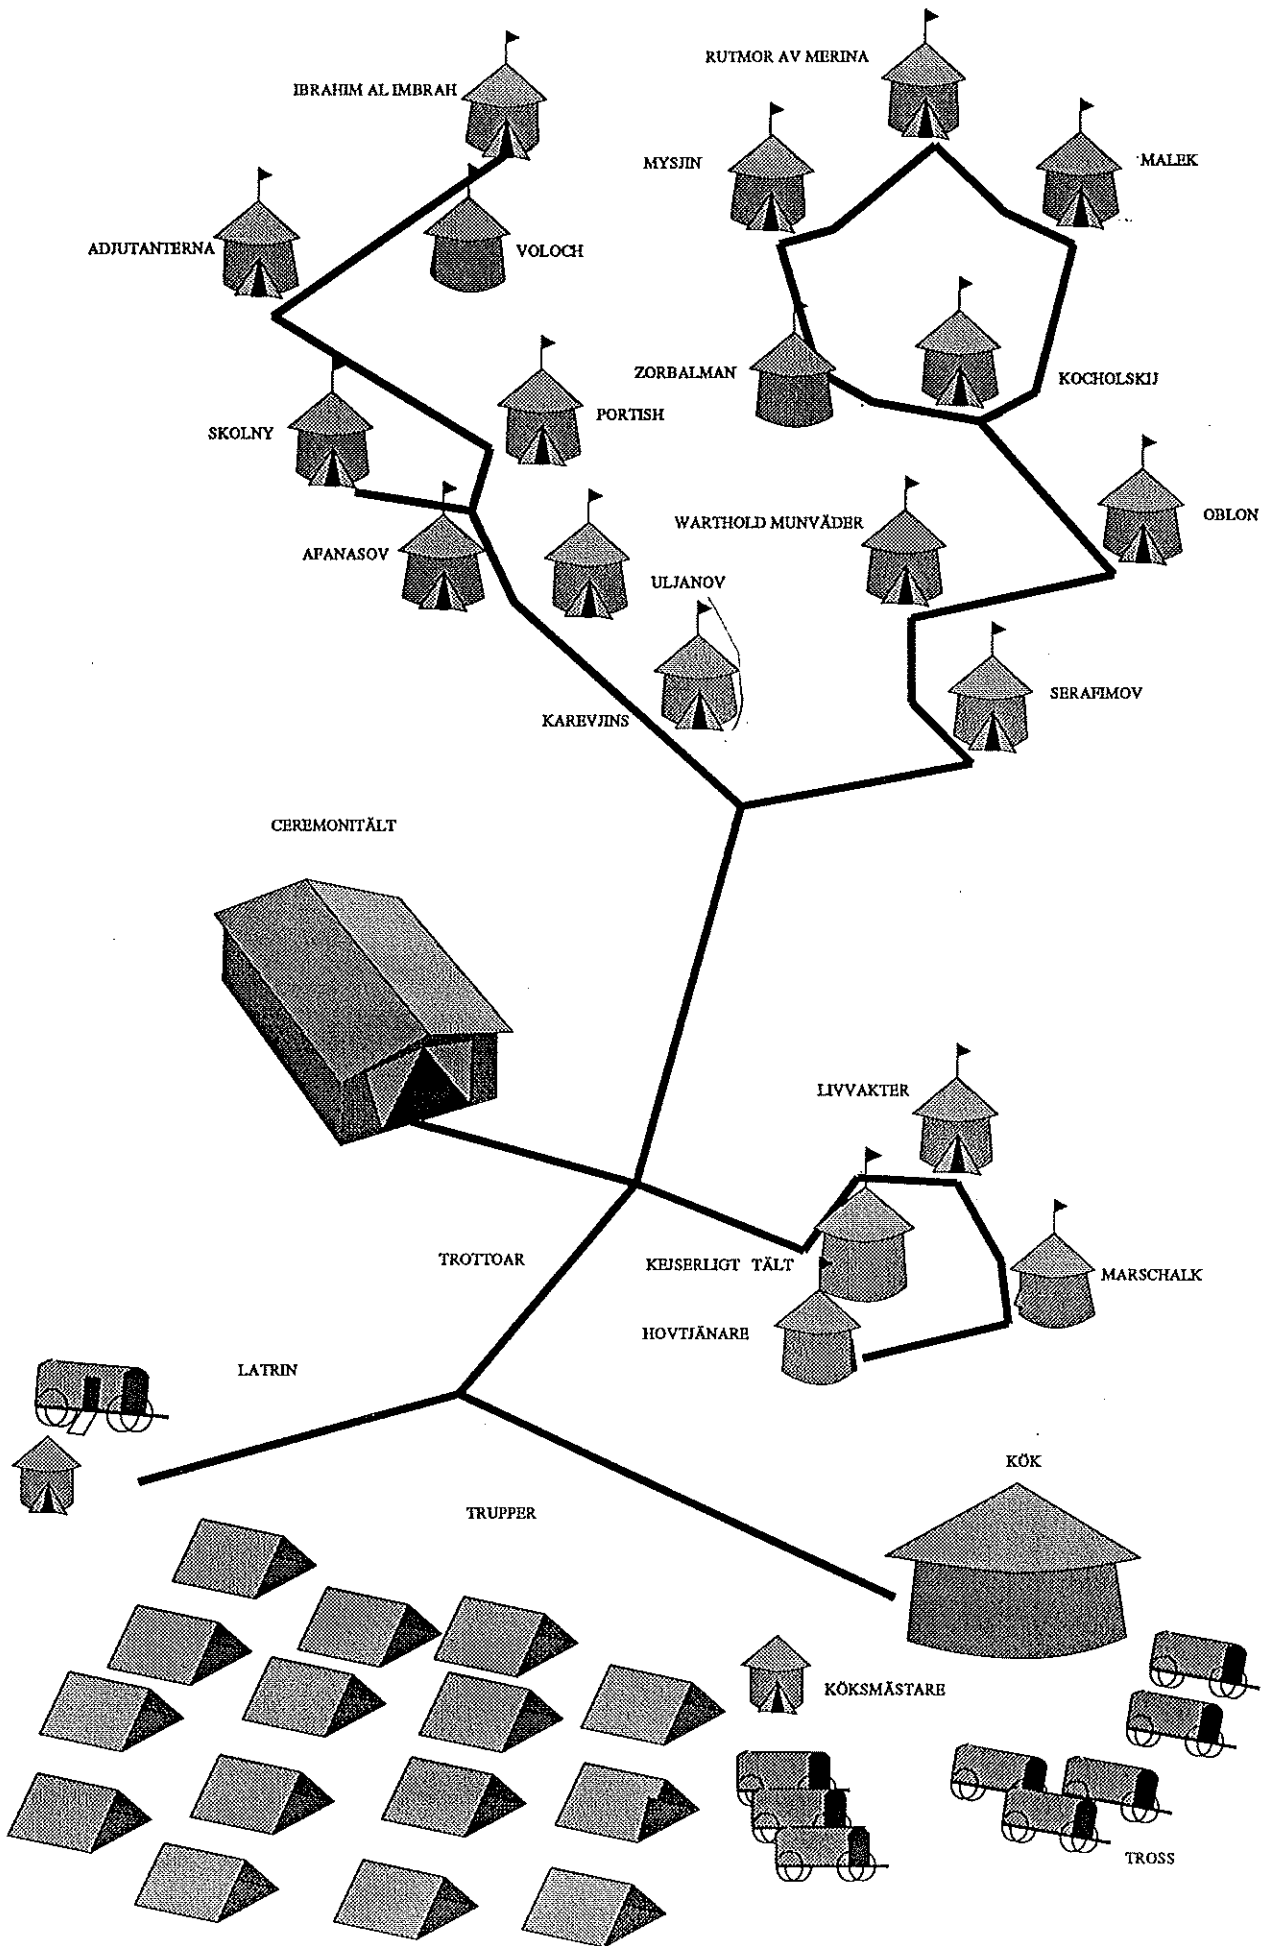 RUTMOR AV MERINA
IBRAHIM AL IMBRAH
MYSJIN
MALEK
ADJUTANTERNA
VOLOCH
ZORBALMAN
KOCHOLSKIJ
PORTISH
SKOLNY
OBLON
WARTHOLD MUNVÄDER
AFANASOV
ULJANOV
SERAFIMOV
KAREVJINS
CEREMONITÄLT
LIVVAKTER
TROTTOAR
KEJSERLIGT TÄLT
MARSCHALK
HOVTJÄNARE
LATRIN
KÖK
TRUPPER
KÖKSMÄSTARE
TROSS